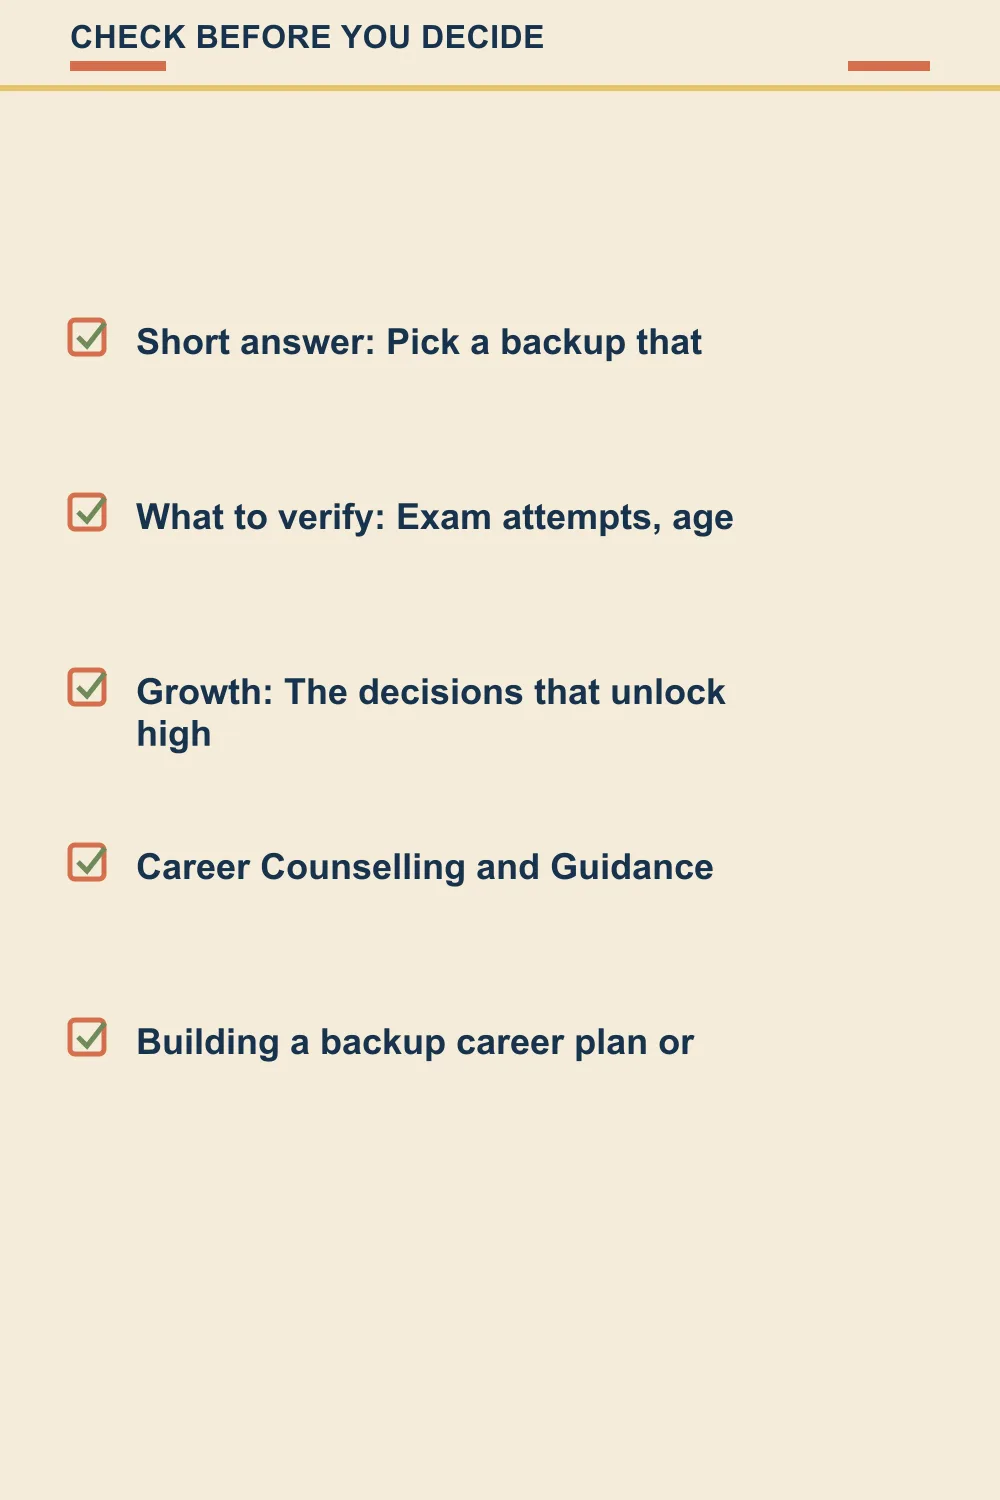 CHECK BEFORE YOU DECIDE
Short answer: Pick a backup that
What to verify: Exam attempts, age
Growth: The decisions that unlock
high
Career Counselling and Guidance
Building a backup career plan or